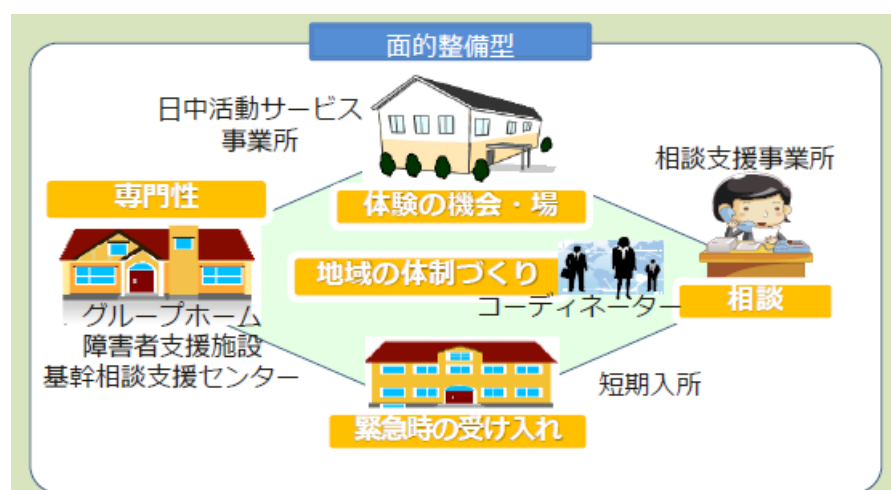 面的整備型
日中活動サービス
事業所
相談支援事業所
専門性
体験の機会・場
地域の体制づくり
コーディネーター
相談
グループホーム
障害者支援施設
基幹相談支援センター
短期入所
緊急時の受け入れ